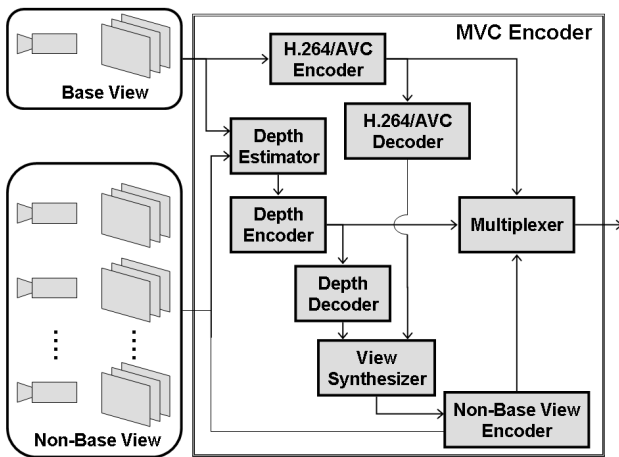 MVC Encoder
Base View
H.264/AVC
Encoder
H.264/AVC
Decoder
Depth
Estimator
Depth
Encoder
Multiplexer
Depth
Decoder
View
Synthesizer
Non-Base View
Encoder
Non-Base View